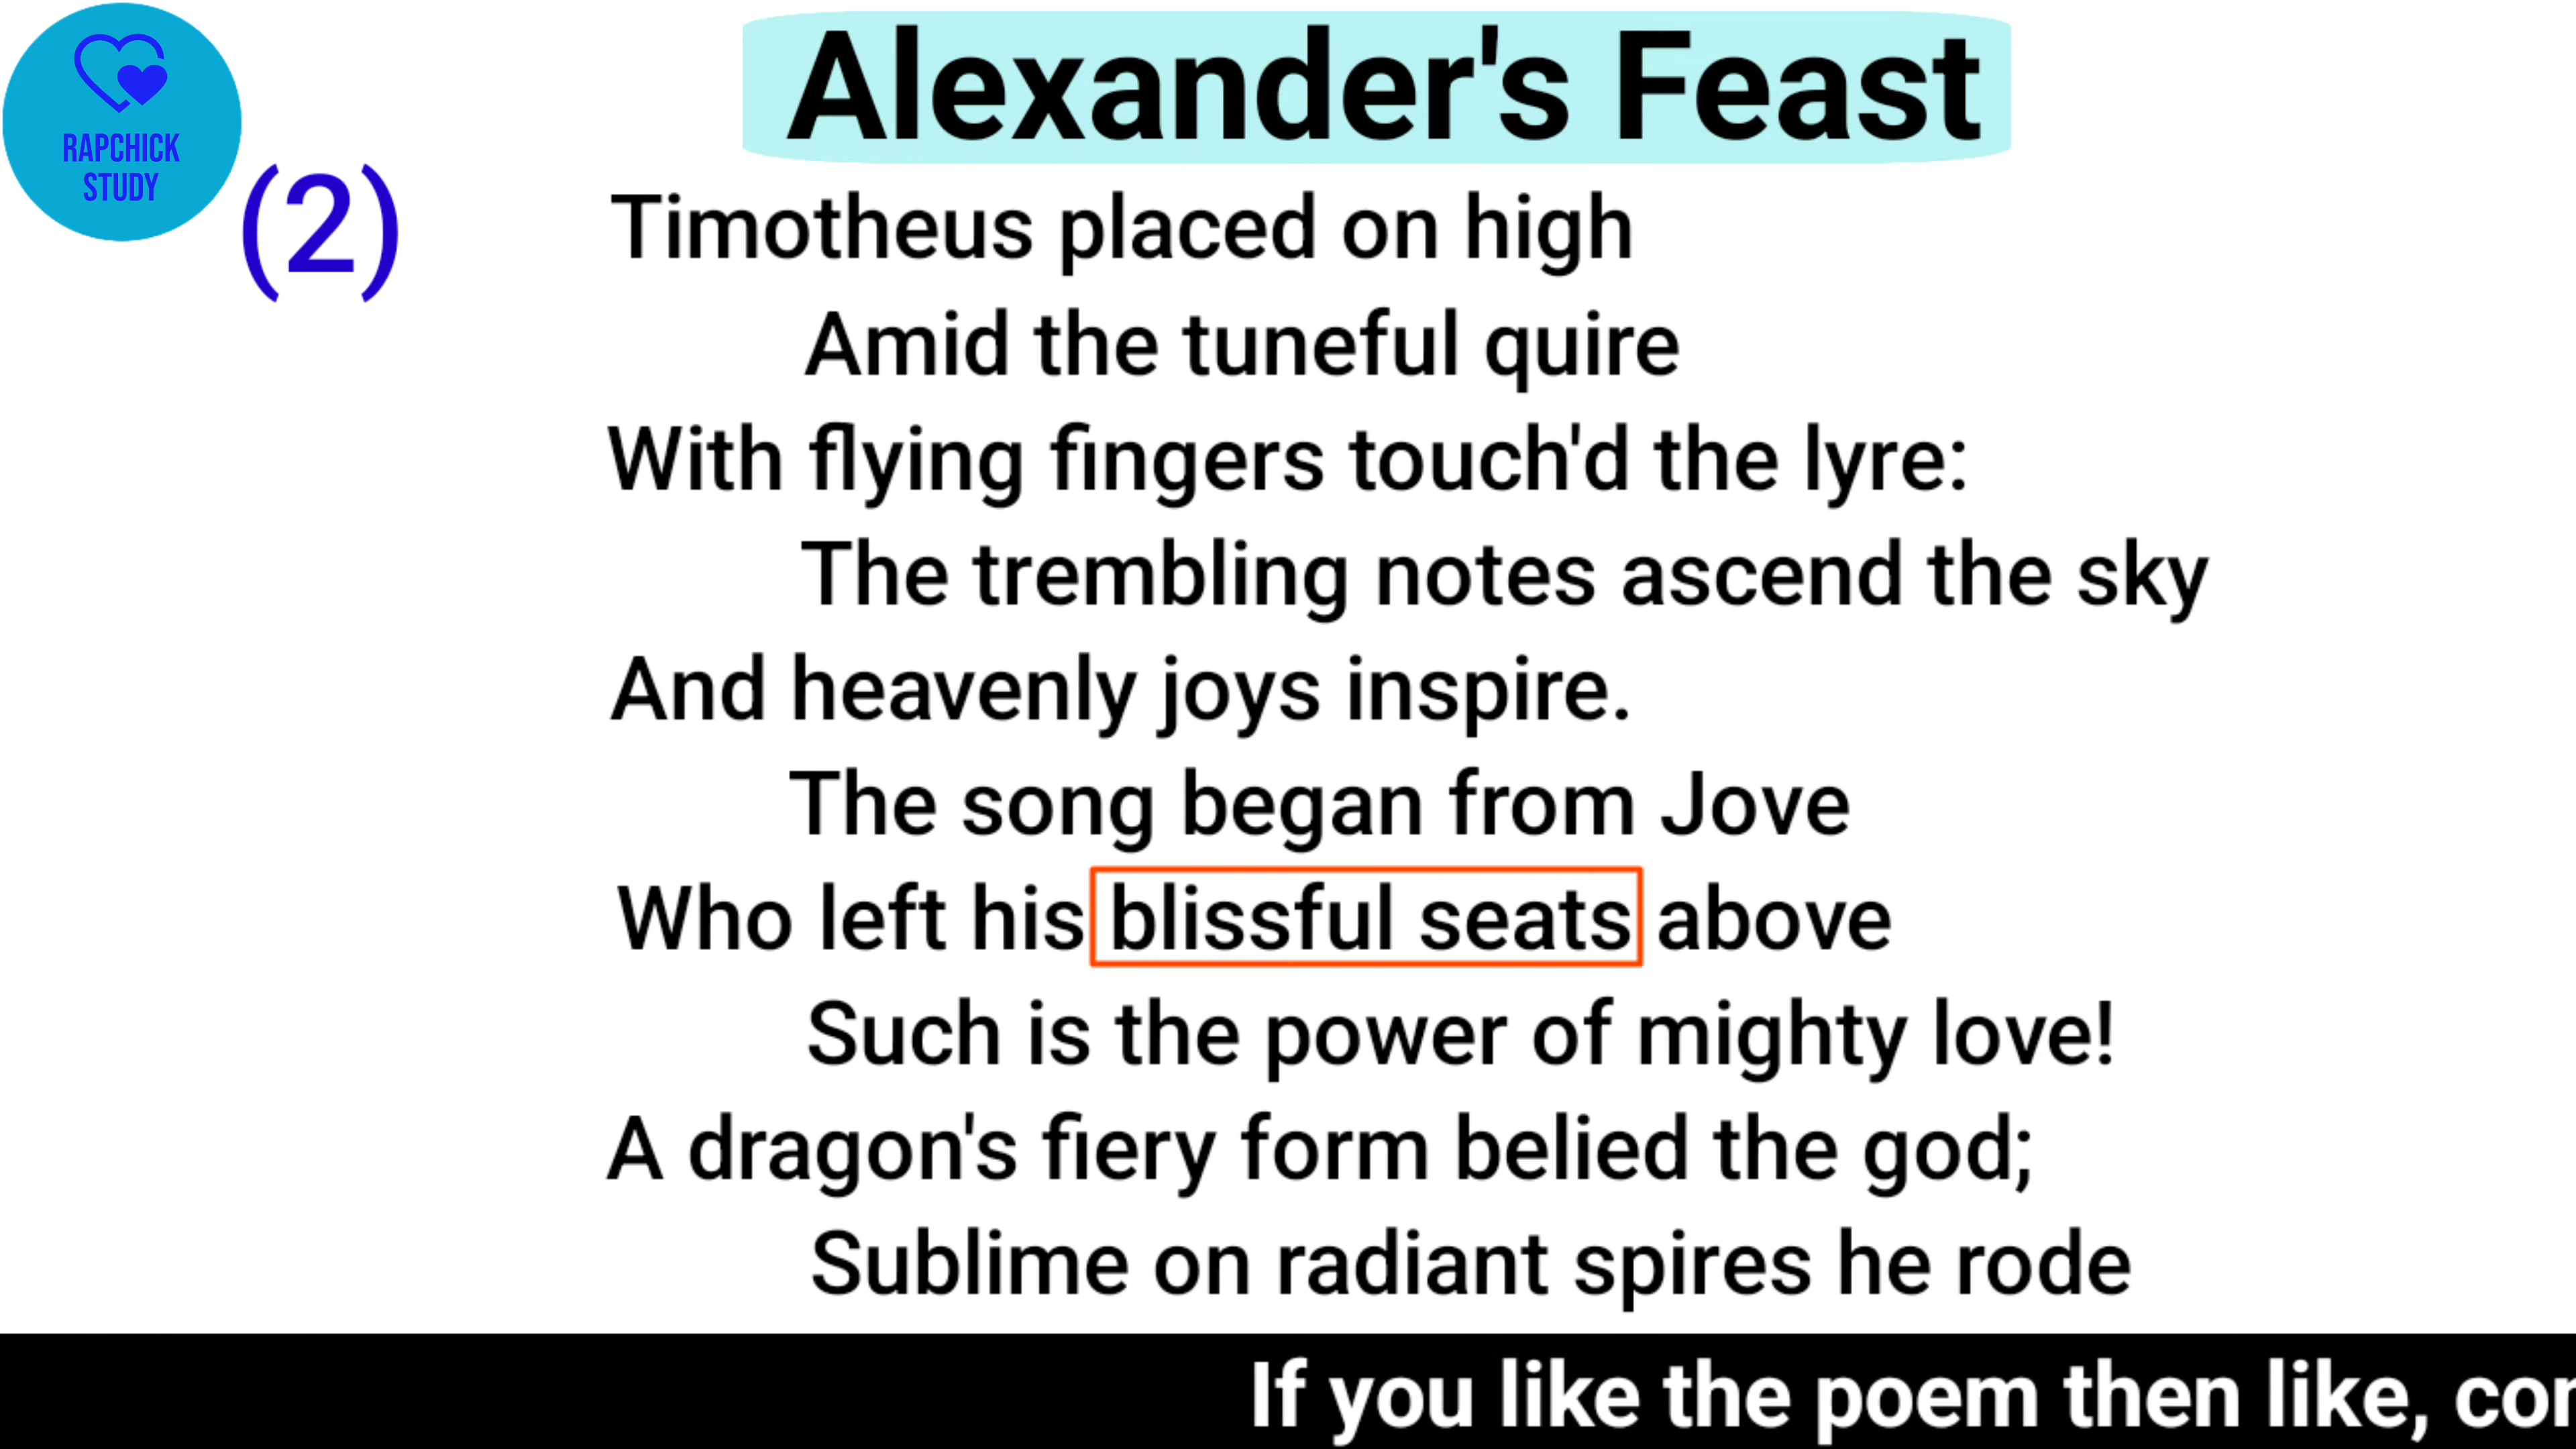 Alexander's Feast
RAPCHICK
STUDY
(2)
Timotheus placed on high
Amid the tuneful quire
With flying fingers touch'd the lyre:
The trembling notes ascend the sky
And heavenly joys inspire.
The song began from Jove
Who left his blissful seats above
Such is the power of mighty love!
A dragon's fiery form belied the god;
Sublime on radiant spires he rode
If you like the poem then like,